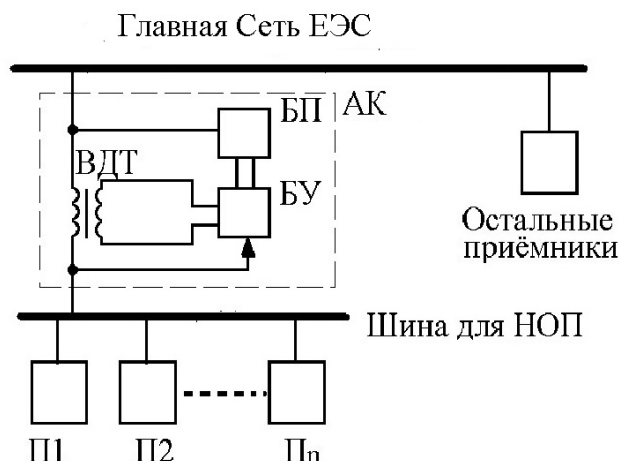 Главная Сеть ЕЭС
БП
АК
ВДТ
БУ
Остальные
приёмники
Шина для НОП
П1
П2
Пn